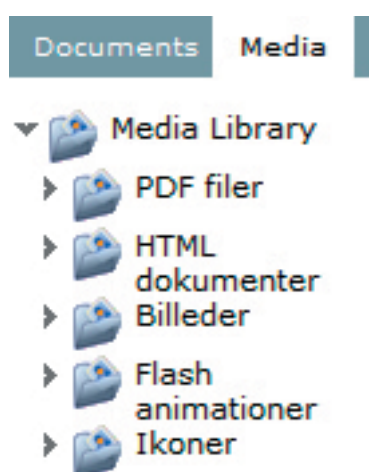 Documents Media
Media Library
PDF filer
HTML
dokumenter
Billeder
Flash
animationer
Ikoner